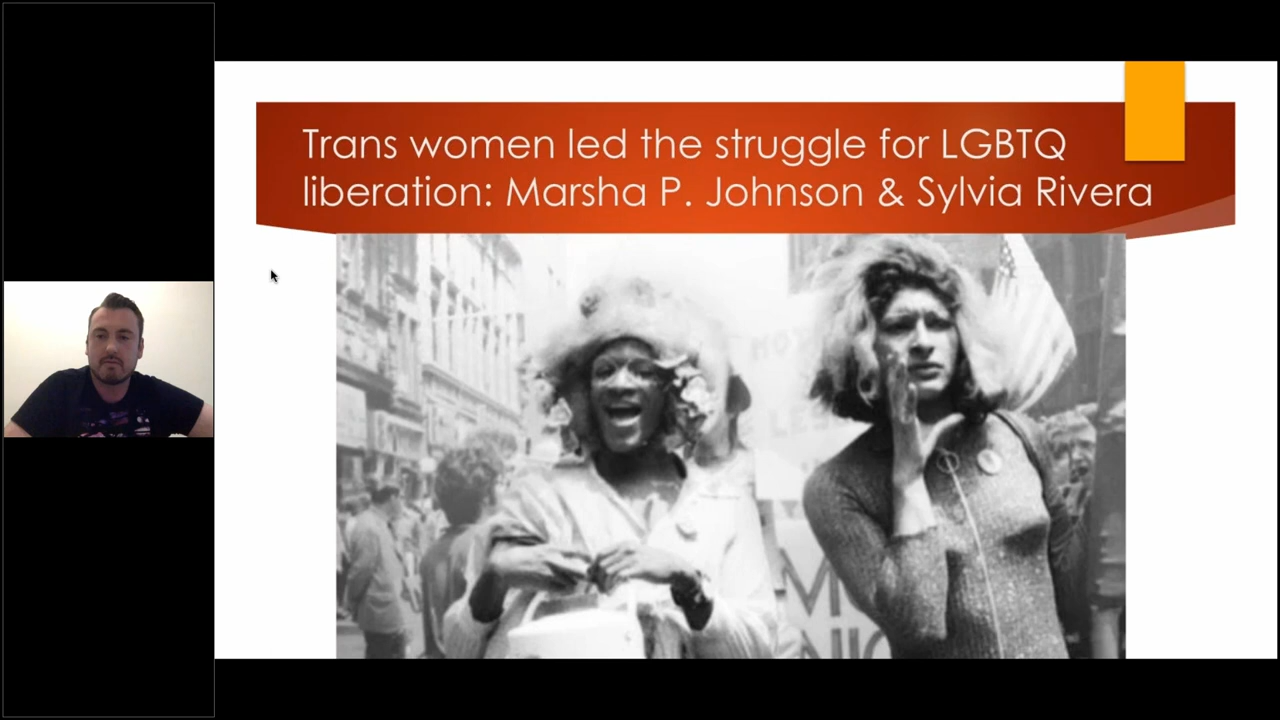 Trans women led the struggle for LGBTQ
liberation: Marsha P. Johnson & Sylvia Rivera